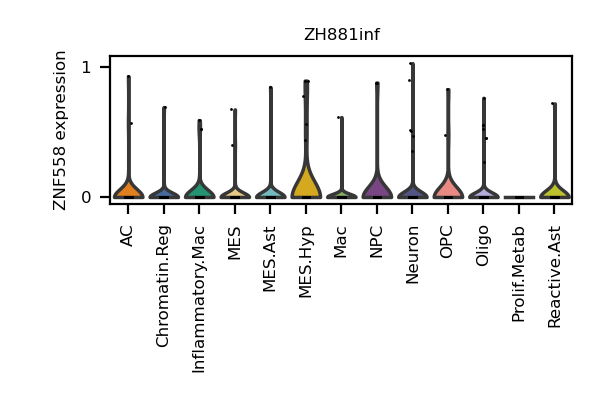 ZH881inf
ZNF558 expression
1
0
AC
Chromatin.Reg
Inflammatory.Mac
MES
MES.Ast
MES.Hyp
Mac
NPC
Neuron
OPC
Oligo
Prolif.Metab
Reactive.Ast